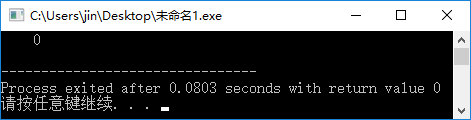 C:\Users\jin\Desktop\未命名1.exe
0
--------------------------------
Process exited after 0.0803 seconds with return value 0
请按任意键继续. . .